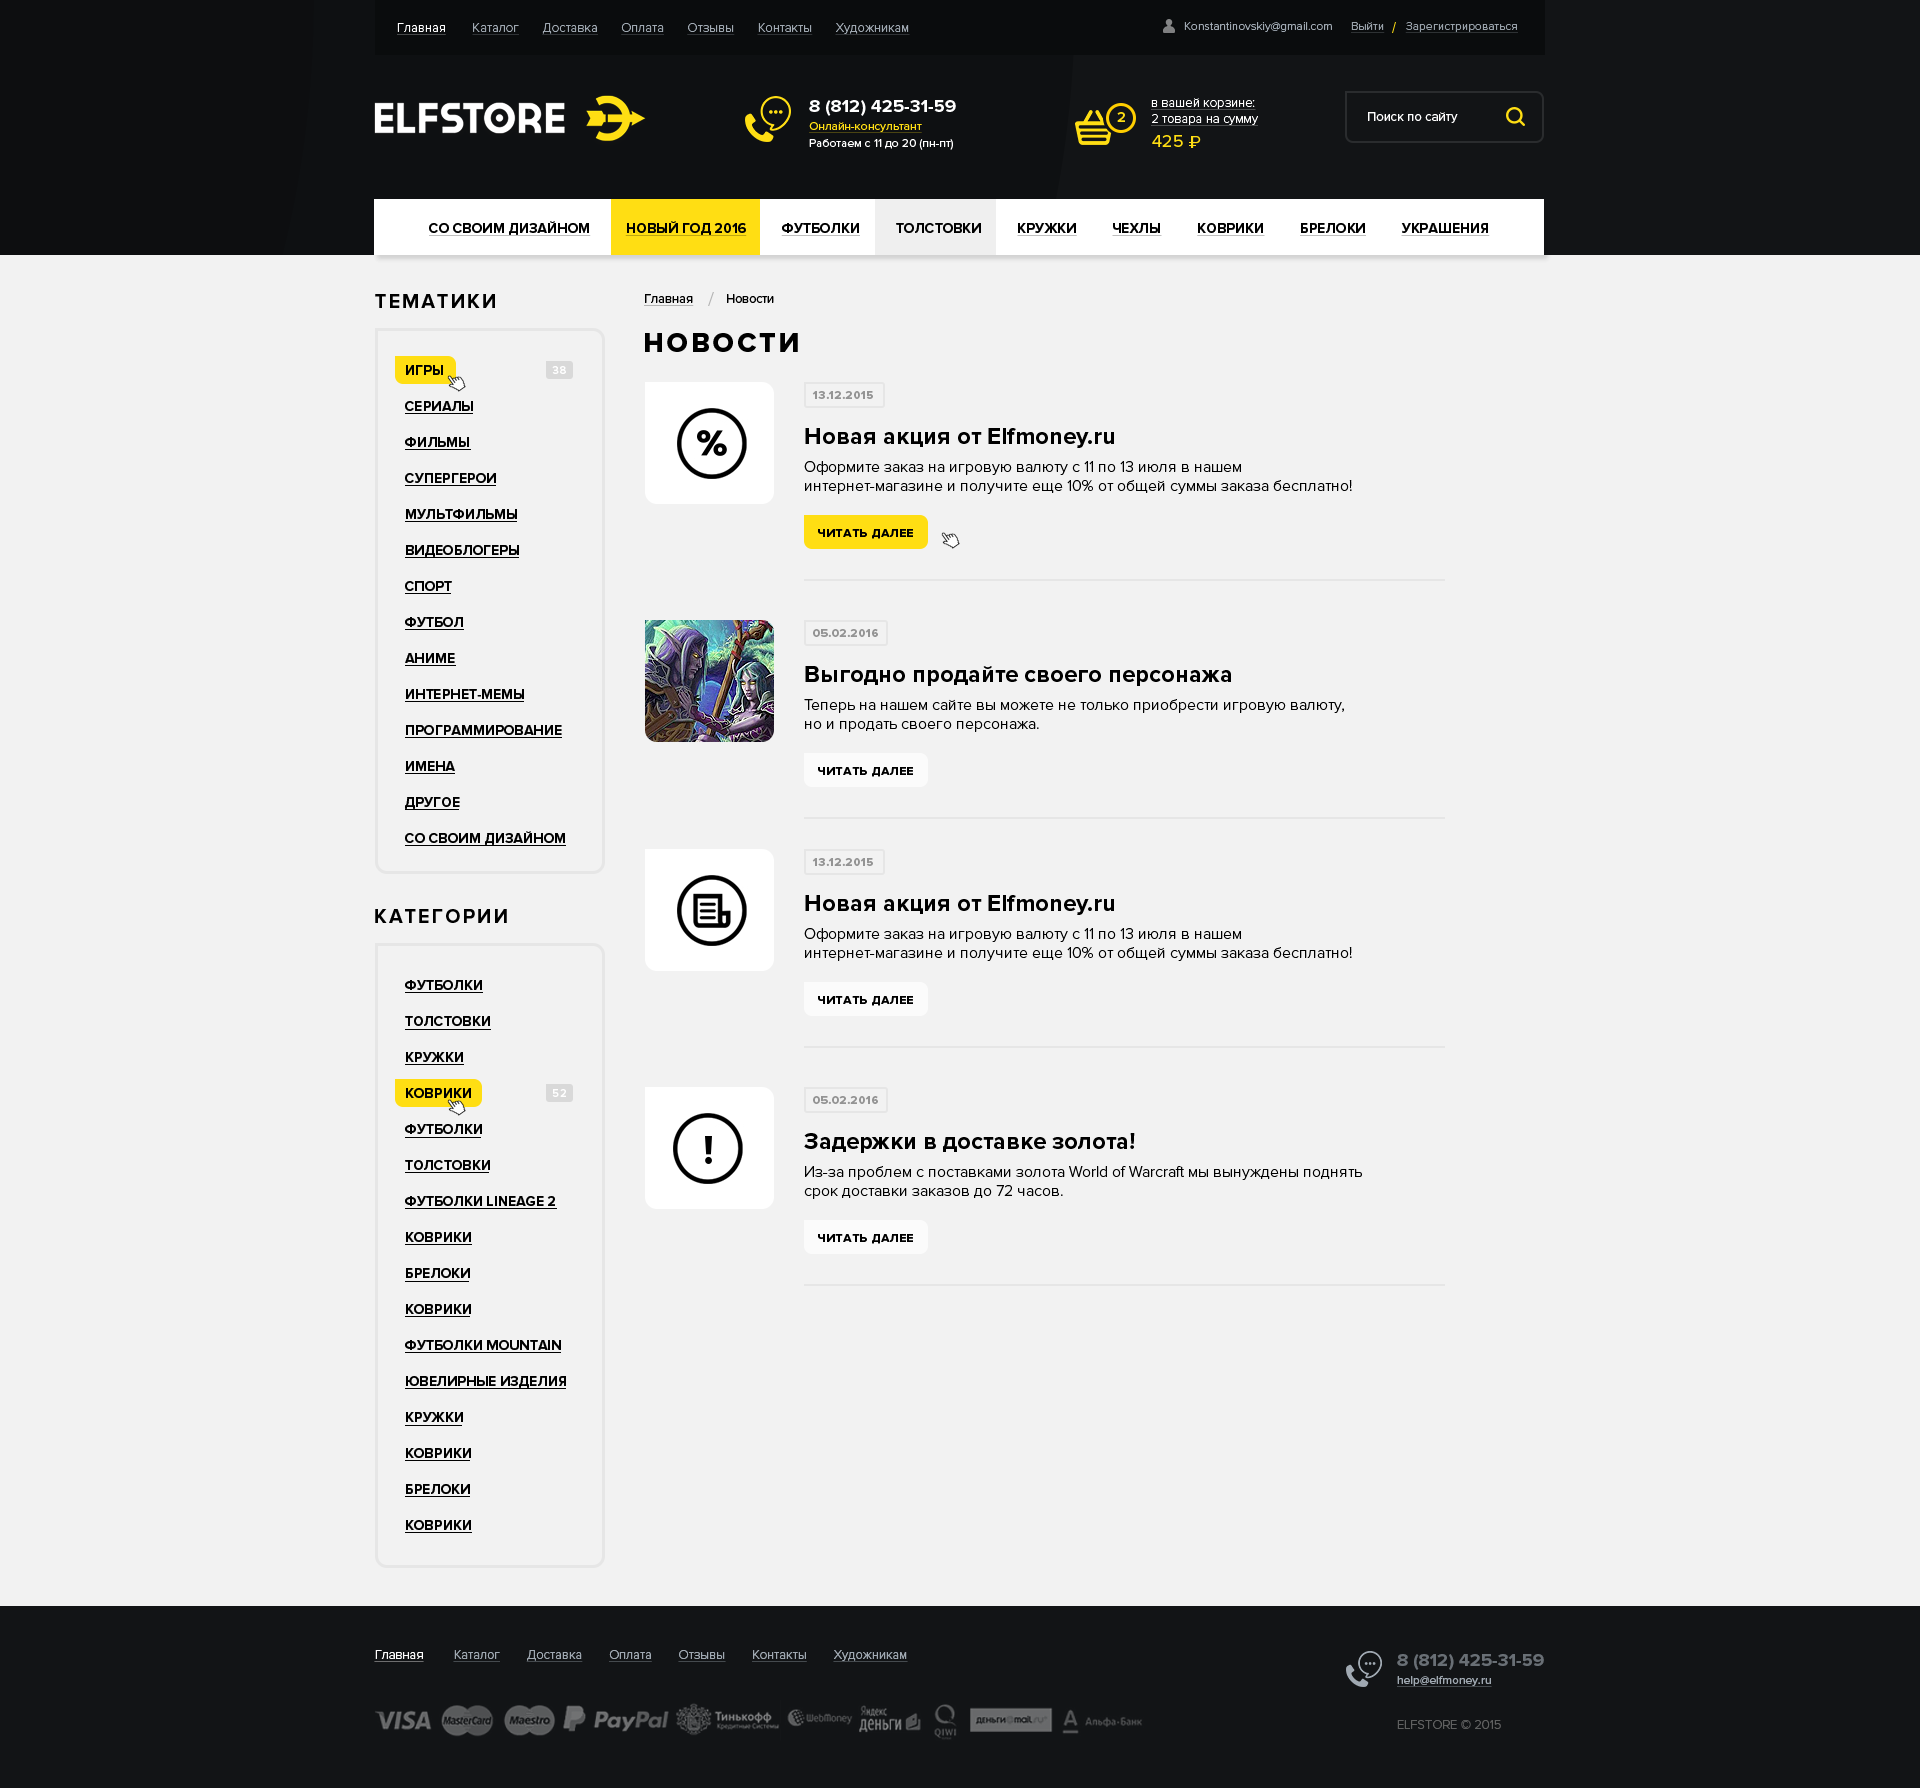 Главная Каталог Доставка Оплата Отзывы Контакты Художникам
Konstantinovskiy@gmail.com Выйти / Зарегистрироваться
ELFSTORE
8 (812) 425-31-59
Онлайн-консультант
Работаем с 11 до 20 (пн-пт)
2
в вашей корзине:
2 товара на сумму
425 ₽
Поиск по сайту
СО СВОИМ ДИЗАЙНОМ НОВЫЙ ГОД 2016 ФУТБОЛКИ ТОЛСТОВКИ КРУЖКИ ЧЕХЛЫ КОВРИКИ БРЕЛОКИ УКРАШЕНИЯ
ТЕМАТИКИ
ИГРЫ 38
СЕРИАЛЫ
ФИЛЬМЫ
СУПЕРГЕРОИ
МУЛЬТФИЛЬМЫ
ВИДЕОБЛОГЕРЫ
СПОРТ
ФУТБОЛ
АНИМЕ
ИНТЕРНЕТ-МЕМЫ
ПРОГРАММИРОВАНИЕ
ИМЕНА
ДРУГОЕ
СО СВОИМ ДИЗАЙНОМ
КАТЕГОРИИ
ФУТБОЛКИ
ТОЛСТОВКИ
КРУЖКИ
КОВРИКИ 52
ФУТБОЛКИ
ТОЛСТОВКИ
ФУТБОЛКИ LINEAGE 2
КОВРИКИ
БРЕЛОКИ
КОВРИКИ
ФУТБОЛКИ MOUNTAIN
ЮВЕЛИРНЫЕ ИЗДЕЛИЯ
КРУЖКИ
КОВРИКИ
БРЕЛОКИ
КОВРИКИ
Главная / Новости
НОВОСТИ
%
13.12.2015
Новая акция от Elfmoney.ru
Оформите заказ на игровую валюту с 11 по 13 июля в нашем
интернет-магазине и получите еще 10% от общей суммы заказа бесплатно!
ЧИТАТЬ ДАЛЕЕ
05.02.2016
Выгодно продайте своего персонажа
Теперь на нашем сайте вы можете не только приобрести игровую валюту,
но и продать своего персонажа.
ЧИТАТЬ ДАЛЕЕ
13.12.2015
Новая акция от Elfmoney.ru
Оформите заказ на игровую валюту с 11 по 13 июля в нашем
интернет-магазине и получите еще 10% от общей суммы заказа бесплатно!
ЧИТАТЬ ДАЛЕЕ
!
05.02.2016
Задержки в доставке золота!
Из-за проблем с поставками золота World of Warcraft мы вынуждены поднять
срок доставки заказов до 72 часов.
ЧИТАТЬ ДАЛЕЕ
Главная Каталог Доставка Оплата Отзывы Контакты Художникам
VISA MasterCard Maestro PayPal Тинькофф Кредитные Системы WebMoney Яндекс деньги QIWI деньги@mail.ru Альфа·Банк
8 (812) 425-31-59
help@elfmoney.ru
ELFSTORE © 2015